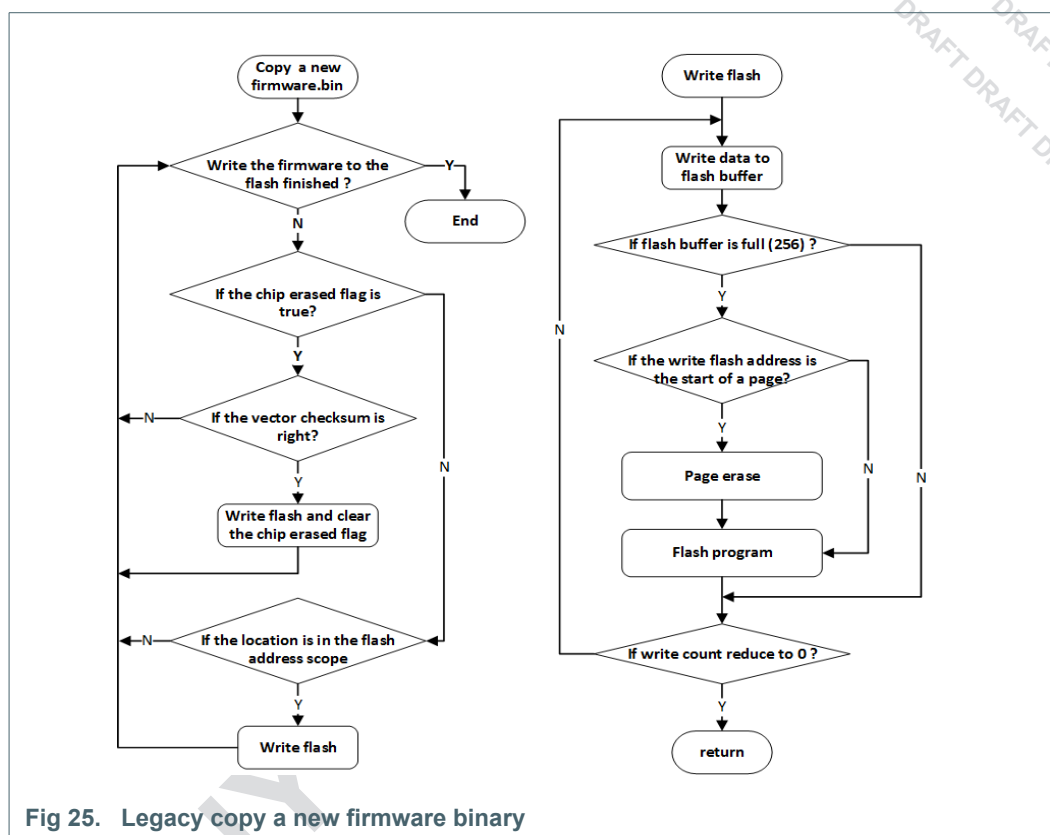 DRAFT DRAFT
DRAFT DRAFT D
Copy a new
firmware.bin
Write the firmware to the
flash finished ?
Y
End
N
If the chip erased flag is
true?
Y
N
If the vector checksum is
right?
N
Y
Write flash and clear
the chip erased flag
If the location is in the flash
address scope
N
Y
Write flash
Write flash
Write data to
flash buffer
If flash buffer is full (256) ?
Y
N
N
If the write flash address is
the start of a page?
Y
N
Page erase
Flash program
If write count reduce to 0 ?
Y
return
Fig 25. Legacy copy a new firmware binary